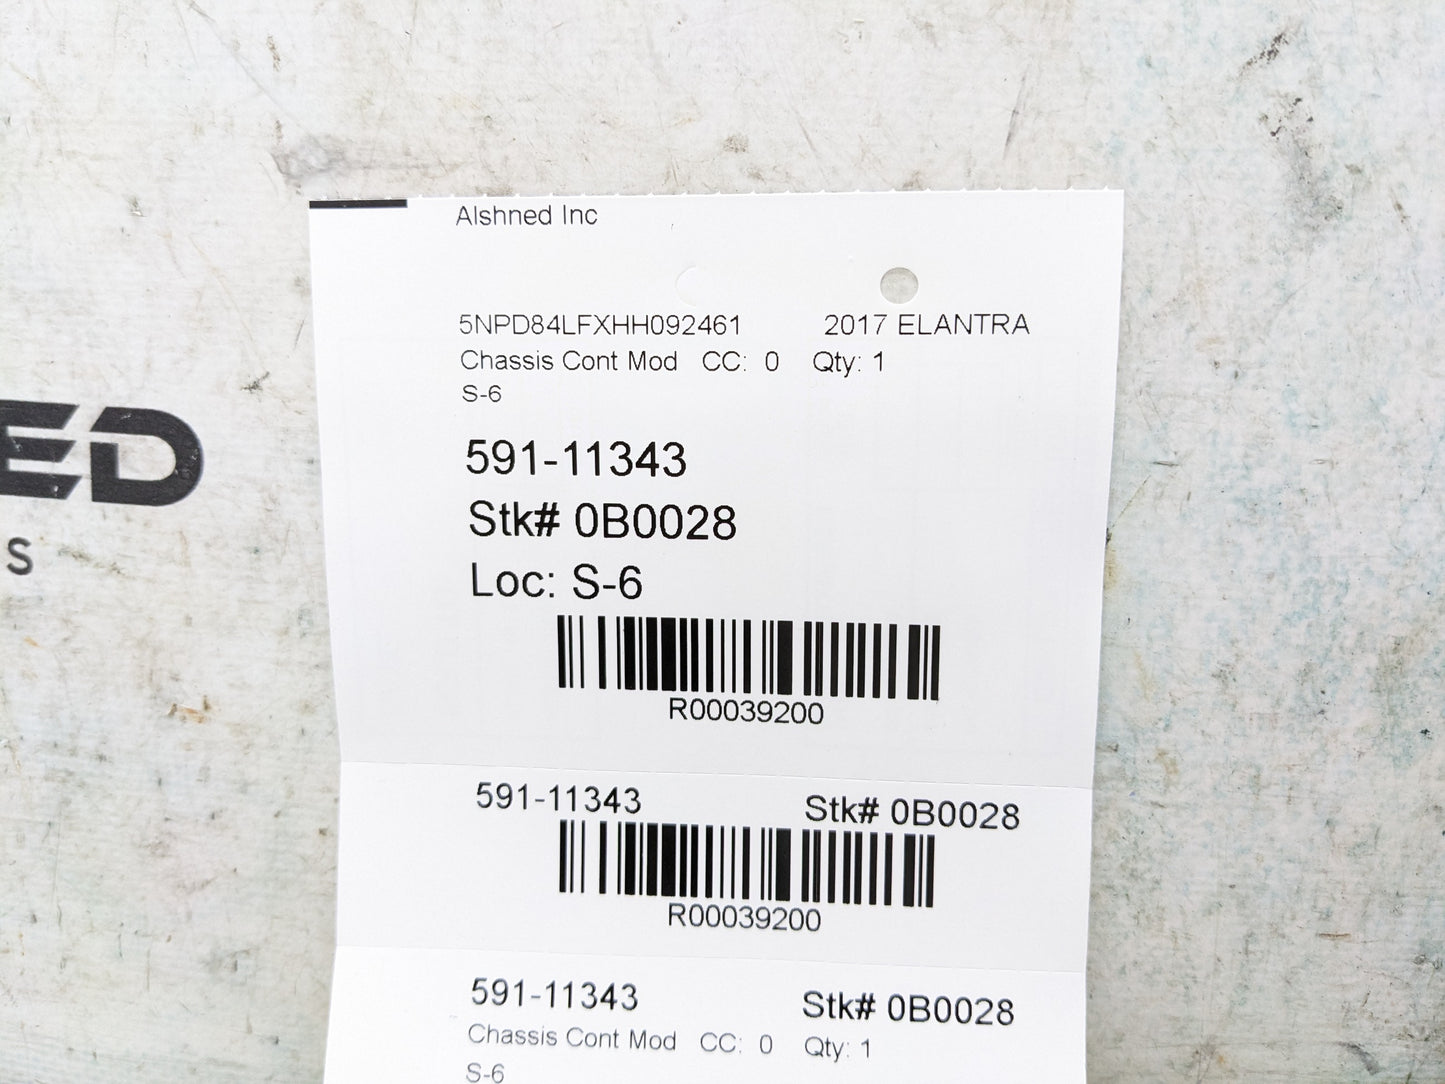 Alshned Inc
5NPD84LFXHH092461 2017 ELANTRA
Chassis Cont Mod CC: 0 Qty: 1
S-6
591-11343
Stk# 0B0028
Loc: S-6
R00039200
591-11343 Stk# 0B0028
R00039200
591-11343 Stk# 0B0028
Chassis Cont Mod CC: 0 Qty: 1
S-6
ED
S